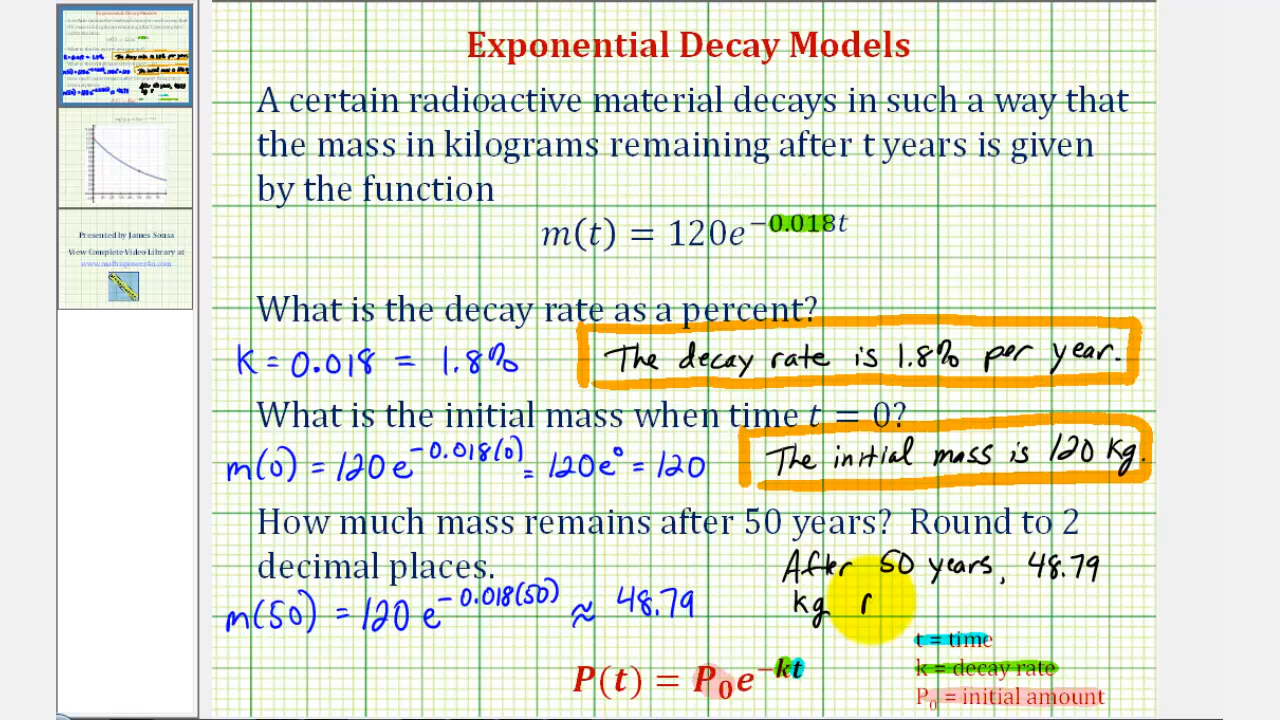 Exponential Decay Models
A certain radioactive material decays in such a way that
the mass in kilograms remaining after t years is given
by the function
m(t) = 120e^−0.018t
What is the decay rate as a percent?
k = 0.018 = 1.8%
The decay rate is 1.8% per year.
What is the initial mass when time t = 0?
m(0) = 120e^-0.018(0) = 120e^0 = 120
The initial mass is 120 kg.
How much mass remains after 50 years? Round to 2
decimal places.
m(50) = 120e^-0.018(50) ≈ 48.79
After 50 years, 48.79
kg r
P(t) = P₀e^−kt
t = time
k = decay rate
P₀ = initial amount
Presented by James Sousa
View Complete Video Library at
www.mathispower4u.com